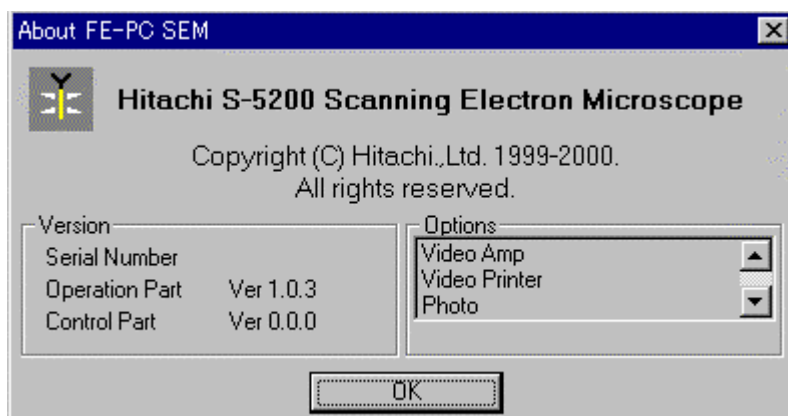 About FE-PC SEM
Hitachi S-5200 Scanning Electron Microscope
Copyright (C) Hitachi.,Ltd. 1999-2000.
All rights reserved.
Version
Serial Number
Operation Part Ver 1.0.3
Control Part Ver 0.0.0
Options
Video Amp
Video Printer
Photo
OK